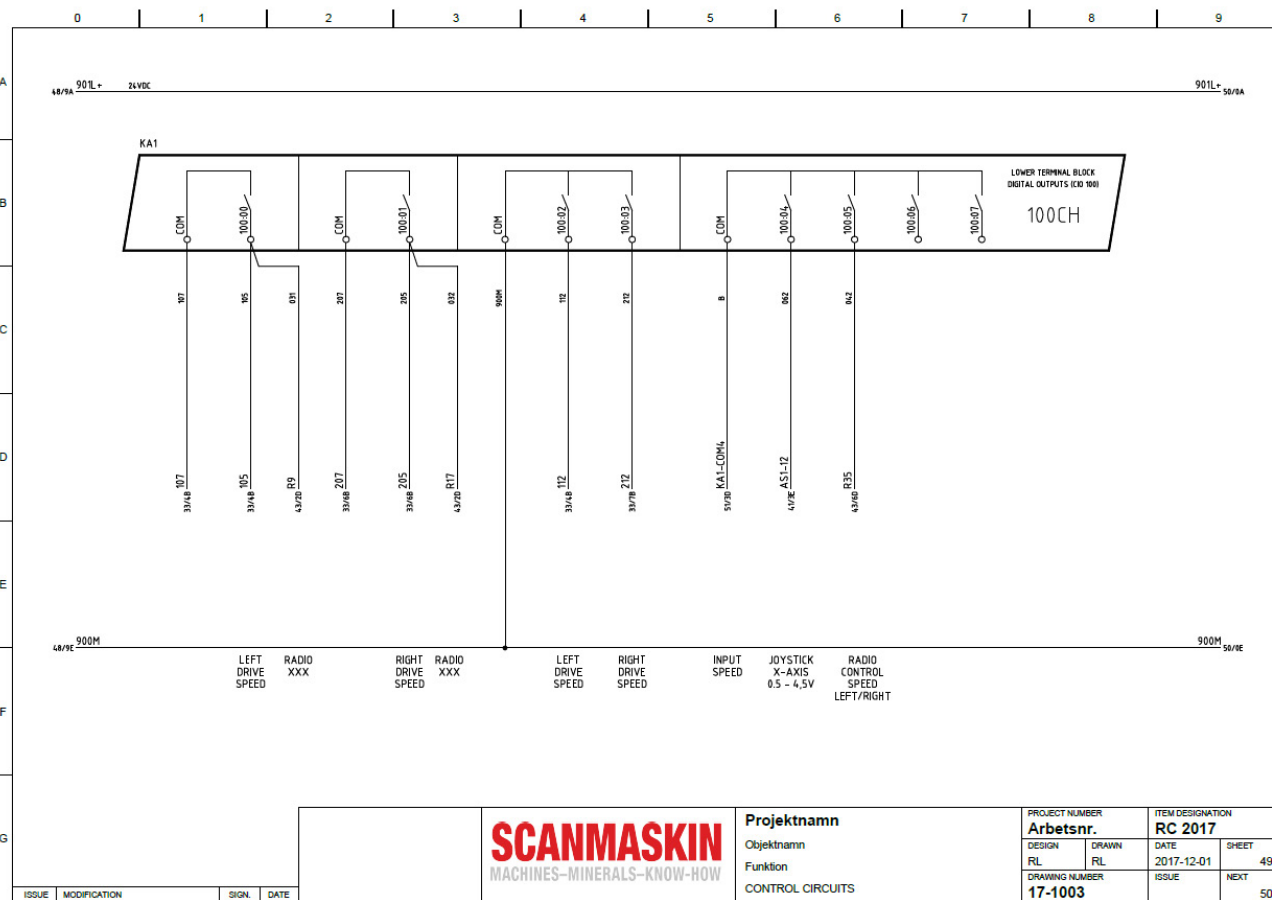 0 1 2 3 4 5 6 7 8 9
A
48/9A 901L+ 24VDC 901L+ 50/0A
KA1
B
LOWER TERMINAL BLOCK
DIGITAL OUTPUTS (CIO 100)
100CH
COM 100:00 COM 100:01 COM 100:02 100:03 COM 100:04 100:05 100:06 100:07
107 105 031 207 205 032 900M 112 212 B 062 042
C
D
107 105 R9 207 205 R17 112 212 KA1-COM4 AS1-12 R35
33/4B 33/4B 43/2D 33/6B 33/6B 43/2D 33/4B 33/7B 51/3D 41/3E 43/6D
E
48/9E 900M 900M 50/0E
LEFT DRIVE SPEED
RADIO XXX
RIGHT DRIVE SPEED
RADIO XXX
LEFT DRIVE SPEED
RIGHT DRIVE SPEED
INPUT SPEED
JOYSTICK X-AXIS 0.5 - 4,5V
RADIO CONTROL SPEED LEFT/RIGHT
F
G
ISSUE MODIFICATION SIGN. DATE
SCANMASKIN
MACHINES–MINERALS–KNOW-HOW
Projektnamn
Objektnamn
Funktion
CONTROL CIRCUITS
PROJECT NUMBER
Arbetsnr.
ITEM DESIGNATION
RC 2017
DESIGN DRAWN DATE SHEET
RL RL 2017-12-01 49
DRAWING NUMBER ISSUE NEXT
17-1003 50